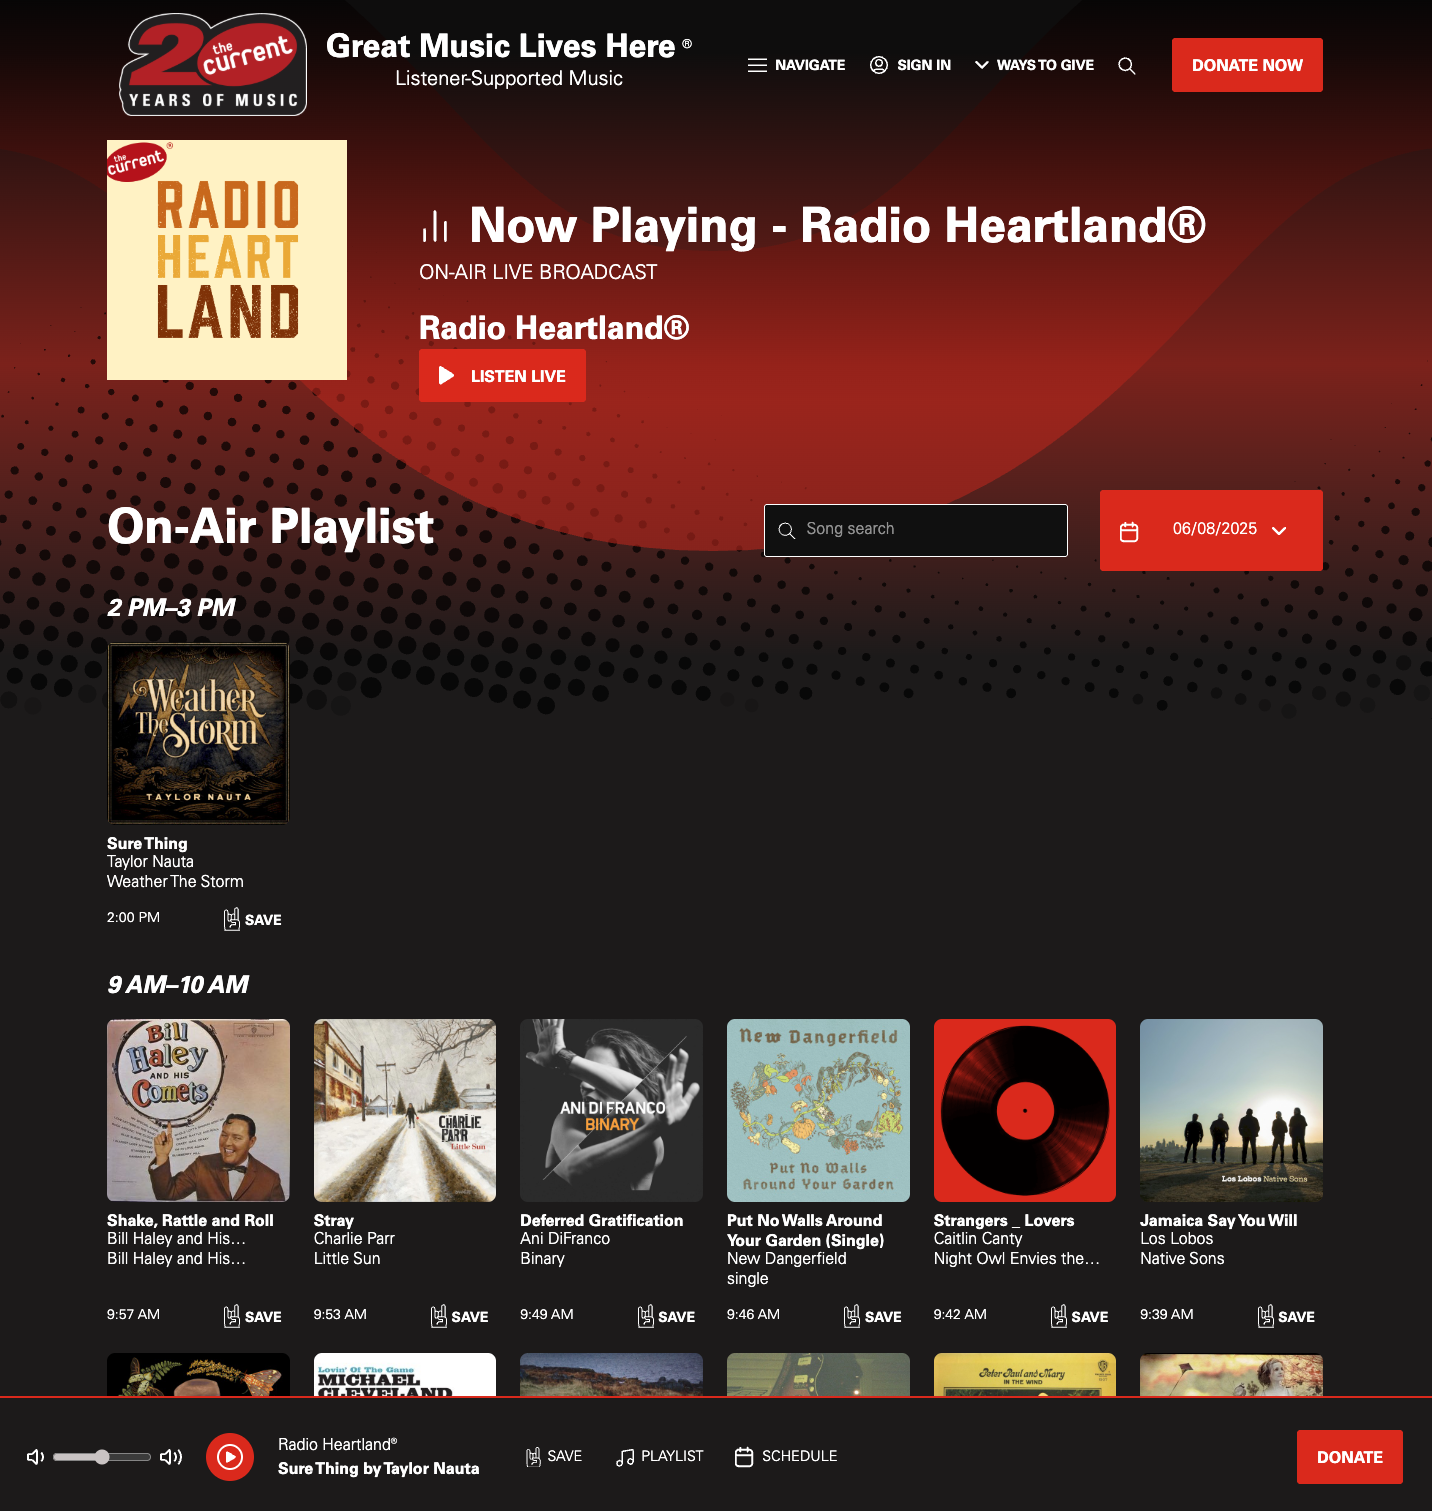 20
the current
YEARS OF MUSIC
Great Music Lives Here ®
Listener-Supported Music
NAVIGATE
SIGN IN
WAYS TO GIVE
DONATE NOW
the current®
RADIO
HEART
LAND
Now Playing - Radio Heartland®
ON-AIR LIVE BROADCAST
Radio Heartland®
LISTEN LIVE
On-Air Playlist
Song search
06/08/2025
2 PM–3 PM
Weather
The Storm
TAYLOR NAUTA
Sure Thing
Taylor Nauta
Weather The Storm
2:00 PM
SAVE
9 AM–10 AM
Bill
Haley
AND HIS
Comets
Shake, Rattle and Roll
Bill Haley and His...
Bill Haley and His...
9:57 AM
SAVE
CHARLIE
PARR
Little Sun
Stray
Charlie Parr
Little Sun
9:53 AM
SAVE
ANI DIFRANCO
BINARY
Deferred Gratification
Ani DiFranco
Binary
9:49 AM
SAVE
New Dangerfield
Put No Walls
Around Your Garden
Put No Walls Around
Your Garden (Single)
New Dangerfield
single
9:46 AM
SAVE
Strangers _ Lovers
Caitlin Canty
Night Owl Envies the...
9:42 AM
SAVE
Los Lobos Native Sons
Jamaica Say You Will
Los Lobos
Native Sons
9:39 AM
SAVE
Lovin' Of The Game
MICHAEL
CLEVELAND
Peter, Paul and Mary
IN THE WIND
Radio Heartland®
Sure Thing by Taylor Nauta
SAVE
PLAYLIST
SCHEDULE
DONATE